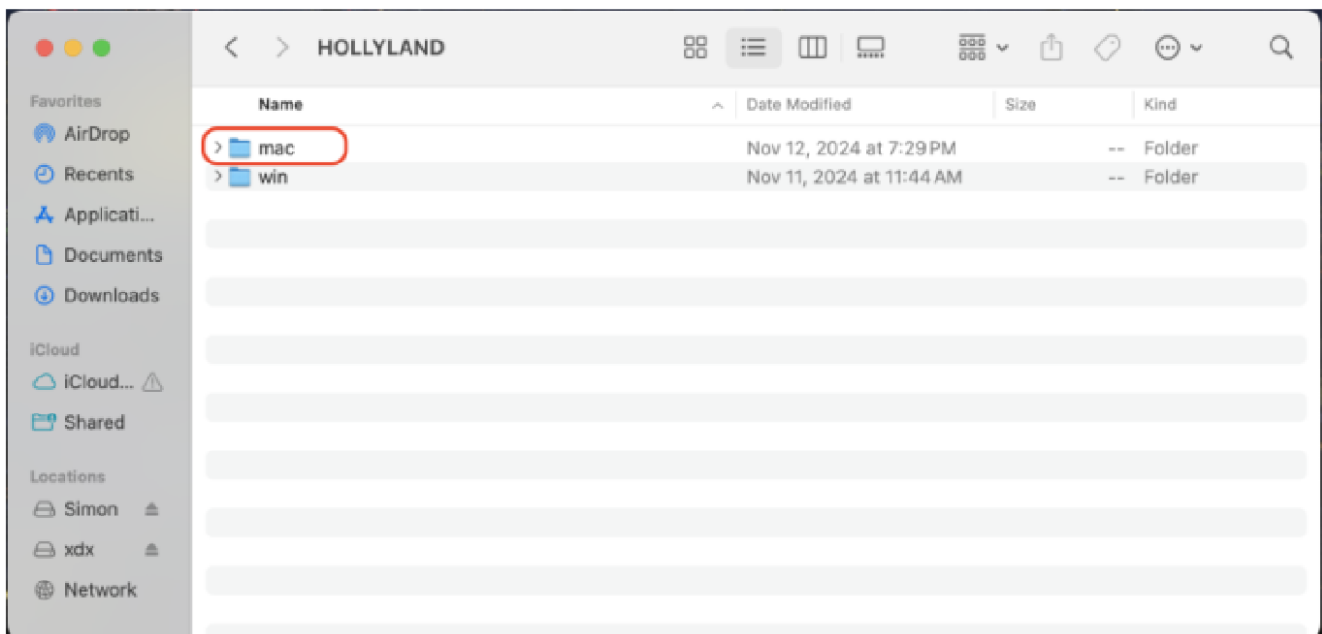 HOLLYLAND
Favorites
AirDrop
Recents
Applicati...
Documents
Downloads
iCloud
iCloud...
Shared
Locations
Simon
xdx
Network
Name Date Modified Size Kind
mac Nov 12, 2024 at 7:29 PM -- Folder
win Nov 11, 2024 at 11:44 AM -- Folder